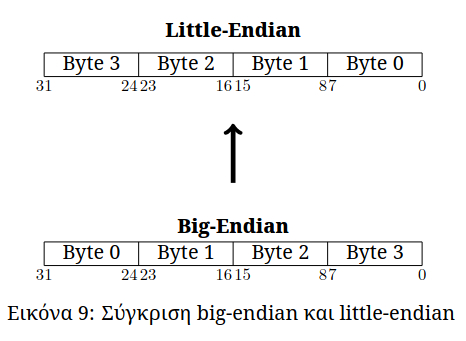 Little-Endian
Byte 3 Byte 2 Byte 1 Byte 0
31 24 23 16 15 8 7 0
Big-Endian
Byte 0 Byte 1 Byte 2 Byte 3
31 24 23 16 15 8 7 0
Εικόνα 9: Σύγκριση big-endian και little-endian